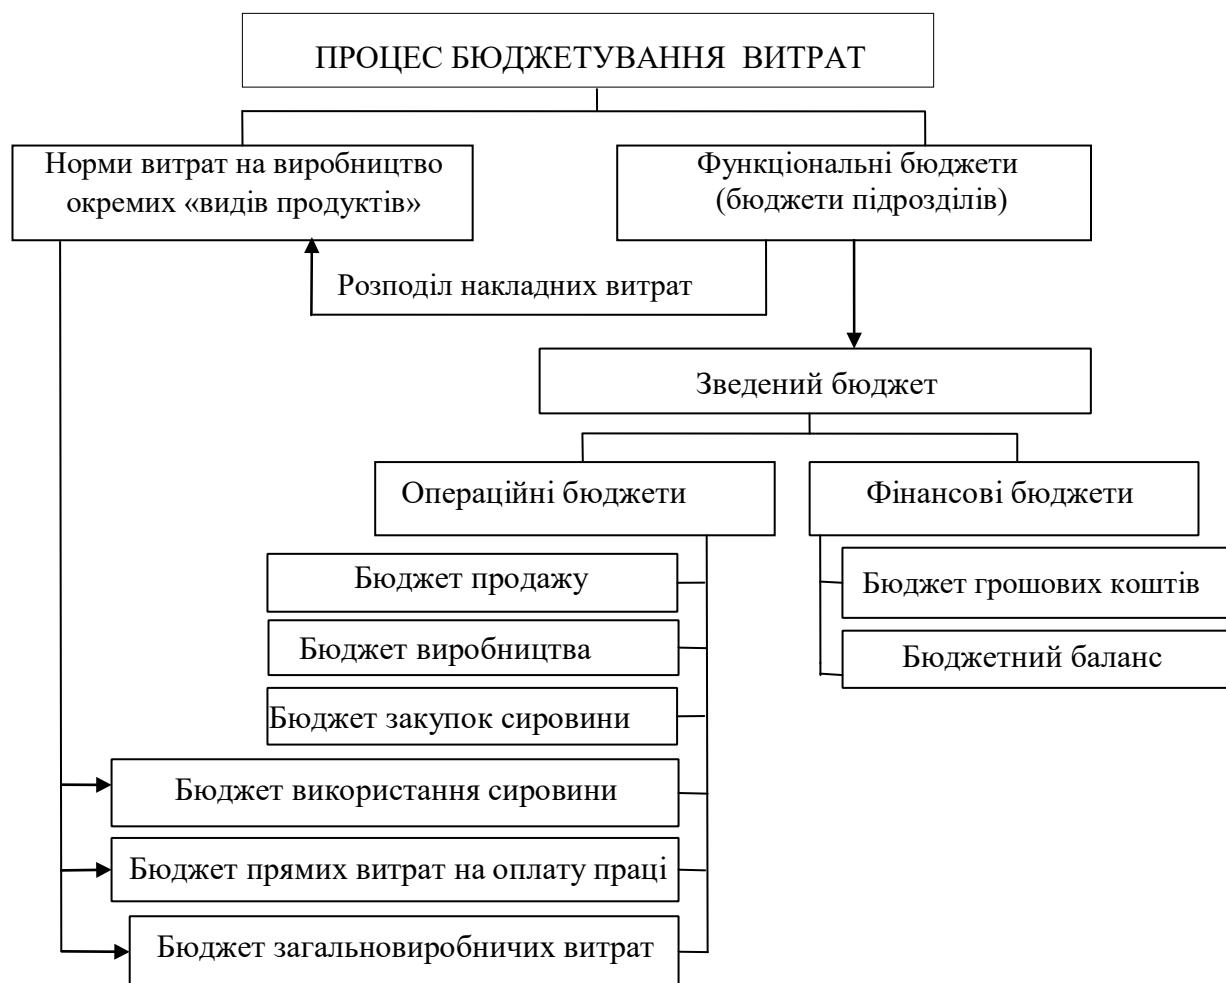 ПРОЦЕС БЮДЖЕТУВАННЯ ВИТРАТ
Норми витрат на виробництво
окремих «видів продуктів»
Функціональні бюджети
(бюджети підрозділів)
Розподіл накладних витрат
Зведений бюджет
Операційні бюджети
Фінансові бюджети
Бюджет продажу
Бюджет грошових коштів
Бюджет виробництва
Бюджетний баланс
Бюджет закупок сировини
Бюджет використання сировини
Бюджет прямих витрат на оплату праці
Бюджет загальновиробничих витрат